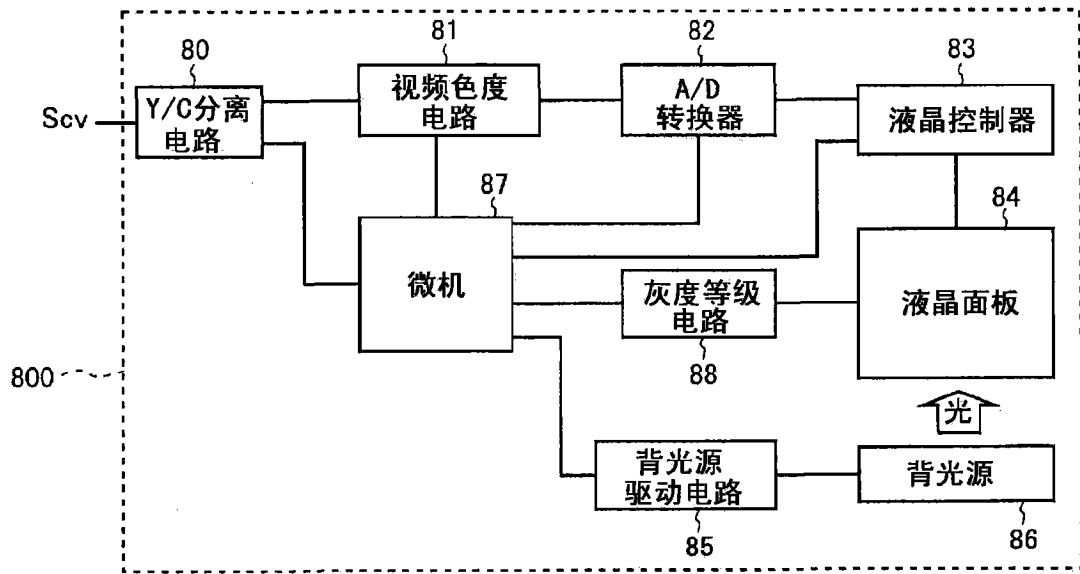 80
81
82
83
Scv
Y/C分离
电路
视频色度
电路
A/D
转换器
液晶控制器
87
微机
84
液晶面板
灰度等级
电路
88
800
光
背光源
驱动电路
85
背光源
86